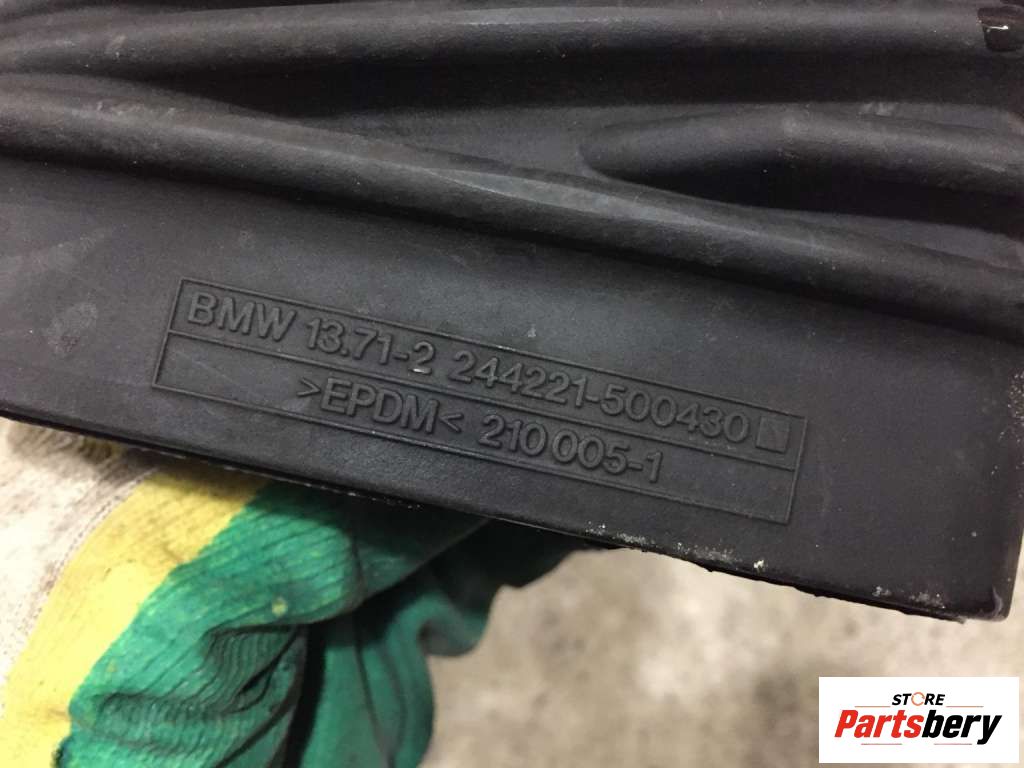 BMW 13.71-2 244221-500430
>EPDM< 210005-1
STORE
Partsbery